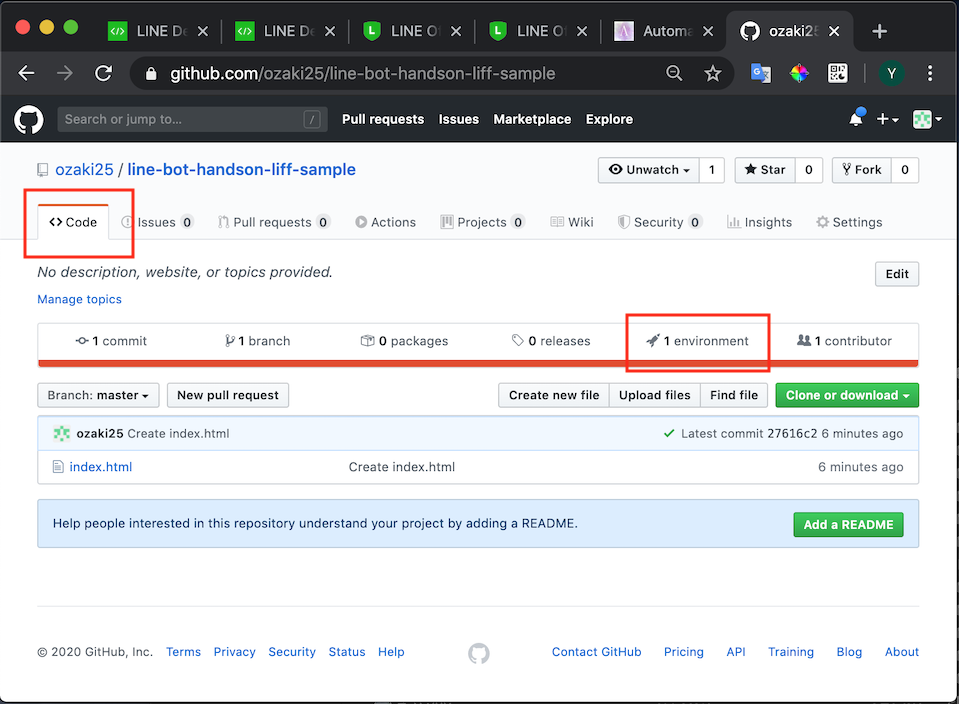 LINE De
LINE De
LINE Of
LINE Of
Automa
ozaki25
github.com/ozaki25/line-bot-handson-liff-sample
Y
Search or jump to...
/
Pull requests
Issues
Marketplace
Explore
ozaki25 / line-bot-handson-liff-sample
Unwatch 1
Star 0
Fork 0
Code
Issues 0
Pull requests 0
Actions
Projects 0
Wiki
Security 0
Insights
Settings
No description, website, or topics provided.
Edit
Manage topics
1 commit
1 branch
0 packages
0 releases
1 environment
1 contributor
Branch: master
New pull request
Create new file
Upload files
Find file
Clone or download
ozaki25 Create index.html
Latest commit 27616c2 6 minutes ago
index.html
Create index.html
6 minutes ago
Help people interested in this repository understand your project by adding a README.
Add a README
© 2020 GitHub, Inc.
Terms
Privacy
Security
Status
Help
Contact GitHub
Pricing
API
Training
Blog
About